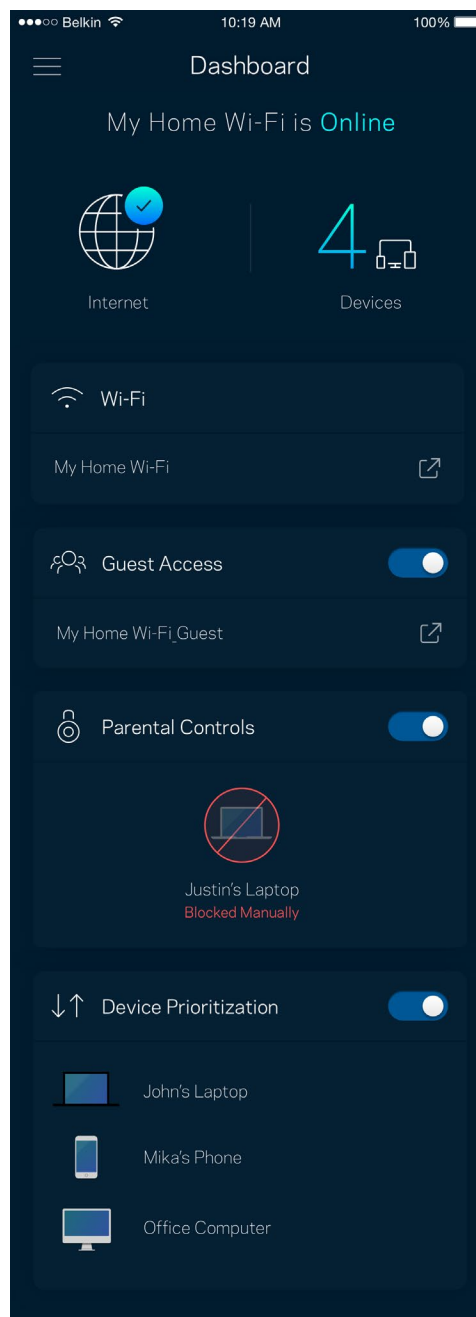 Belkin 10:19 AM 100%
Dashboard
My Home Wi-Fi is Online
4
Internet Devices
Wi-Fi
My Home Wi-Fi
Guest Access
My Home Wi-Fi_Guest
Parental Controls
Justin's Laptop
Blocked Manually
Device Prioritization
John's Laptop
Mika's Phone
Office Computer